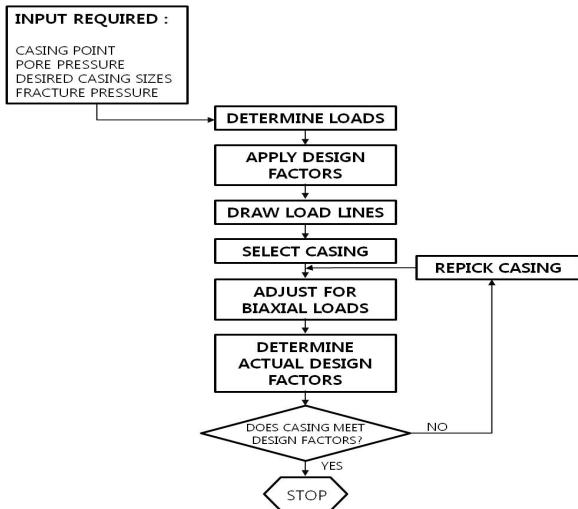 INPUT REQUIRED :
CASING POINT
PORE PRESSURE
DESIRED CASING SIZES
FRACTURE PRESSURE
DETERMINE LOADS
APPLY DESIGN
FACTORS
DRAW LOAD LINES
SELECT CASING
REPICK CASING
ADJUST FOR
BIAXIAL LOADS
DETERMINE
ACTUAL DESIGN
FACTORS
DOES CASING MEET
DESIGN FACTORS?
NO
YES
STOP